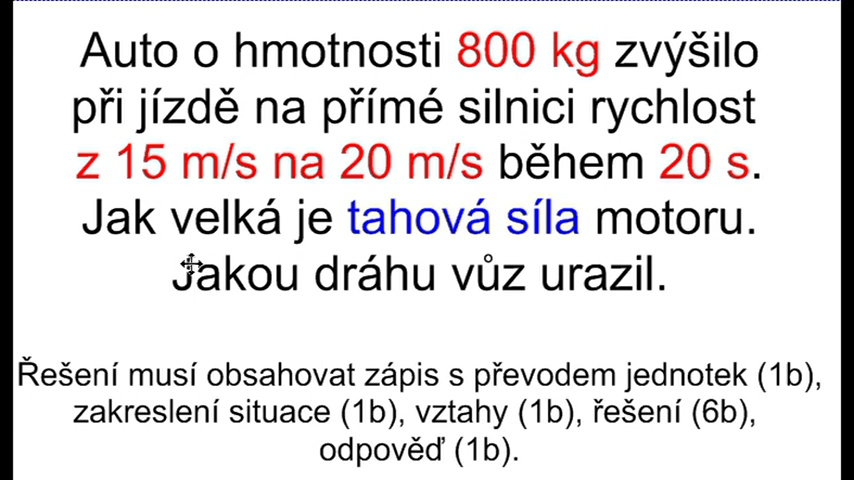 Auto o hmotnosti 800 kg zvýšilo
při jízdě na přímé silnici rychlost
z 15 m/s na 20 m/s během 20 s.
Jak velká je tahová síla motoru.
Jakou dráhu vůz urazil.
Řešení musí obsahovat zápis s převodem jednotek (1b),
zakreslení situace (1b), vztahy (1b), řešení (6b),
odpověď (1b).